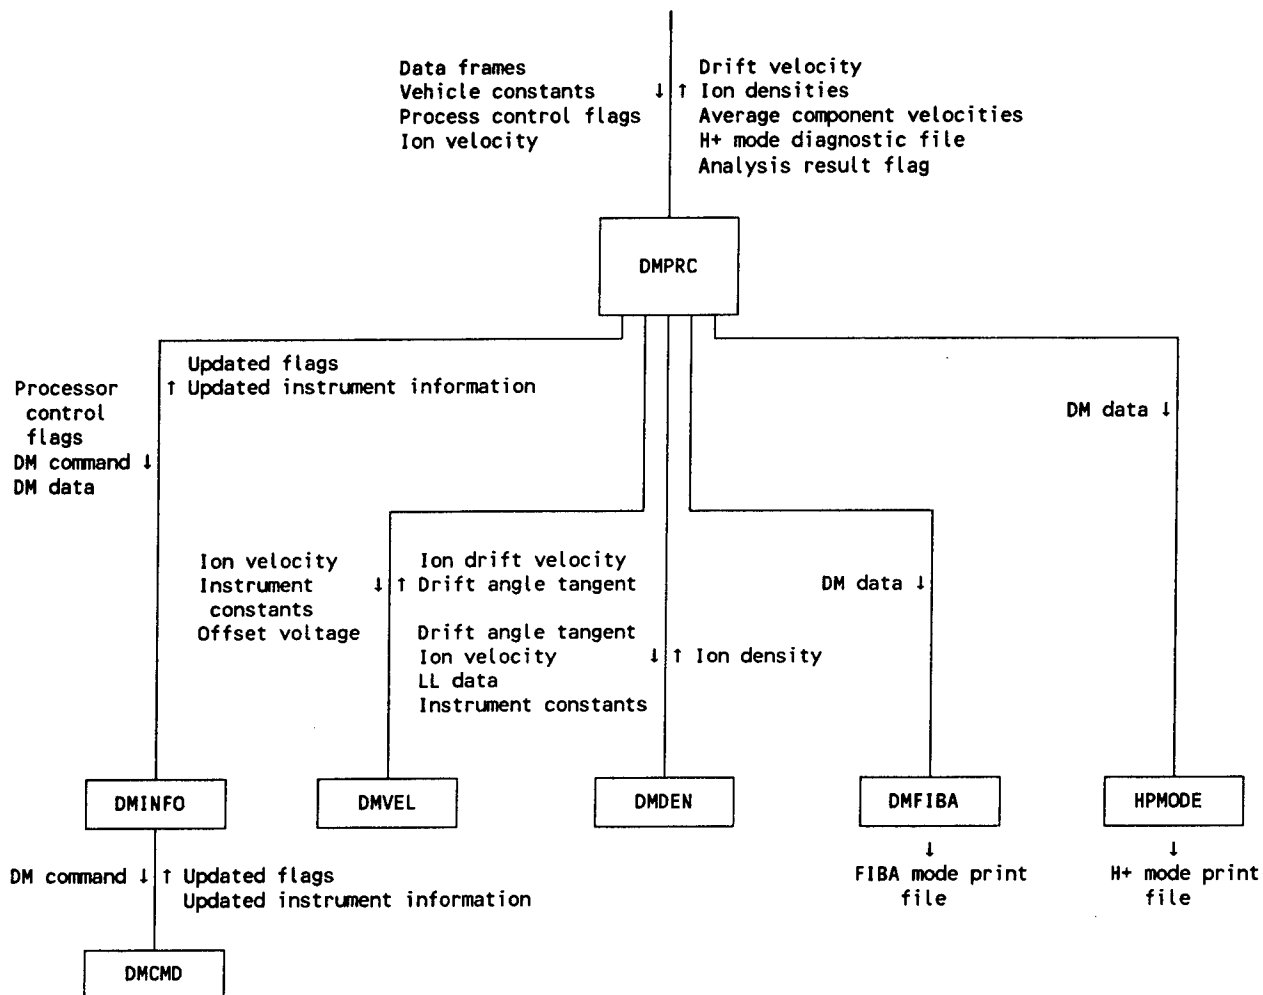 Data frames
Vehicle constants ↓
Process control flags
Ion velocity
Drift velocity
↑ Ion densities
Average component velocities
H+ mode diagnostic file
Analysis result flag
DMPRC
Updated flags
↑ Updated instrument information
Processor
control
flags
DM command ↓
DM data
DM data ↓
Ion velocity
Instrument ↓
constants
Offset voltage
Ion drift velocity
↑ Drift angle tangent
DM data ↓
Drift angle tangent
Ion velocity ↓
LL data
Instrument constants
↑ Ion density
DMINFO
DMVEL
DMDEN
DMFIBA
HPMODE
DM command ↓
↑ Updated flags
Updated instrument information
↓
FIBA mode print
file
↓
H+ mode print
file
DMCMD